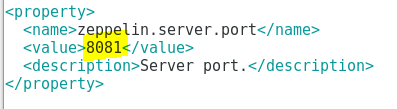 <property>
  <name>zeppelin.server.port</name>
  <value>8081</value>
  <description>Server port.</description>
</property>